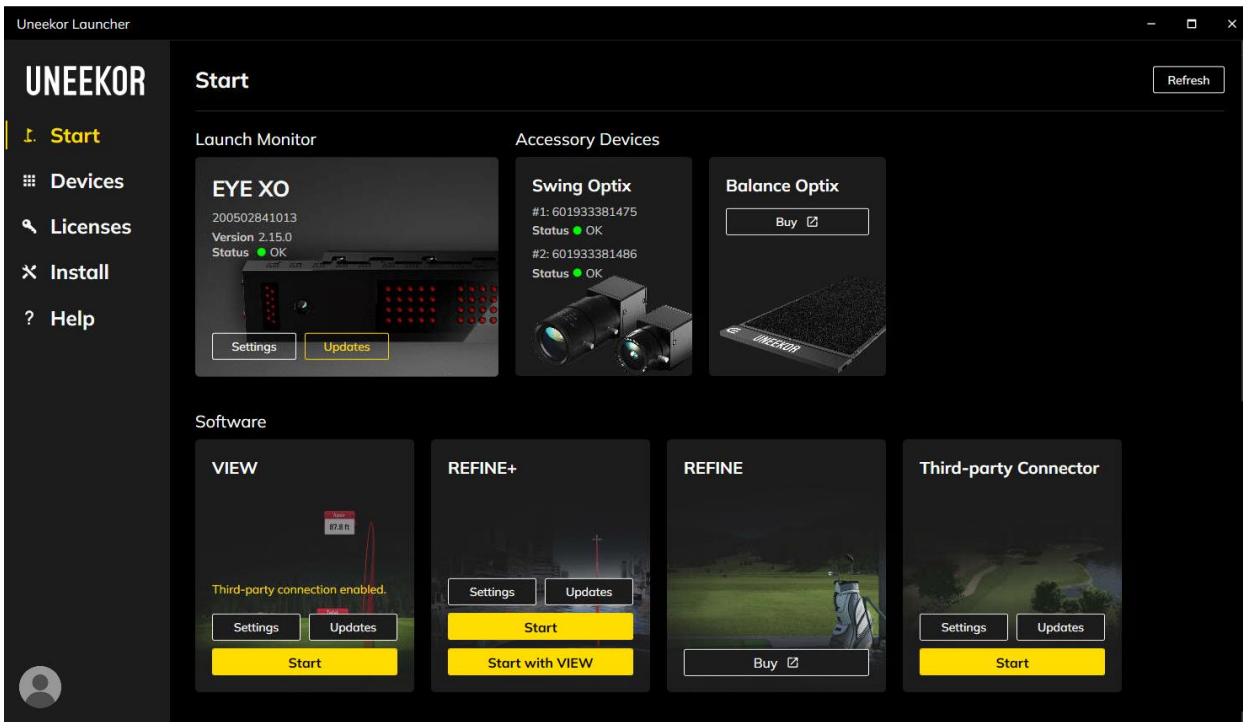 Uneekor Launcher
UNEEKOR
Start
Devices
Licenses
Install
Help
Start
Refresh
Launch Monitor
EYE XO
200502841013
Version 2.15.0
Status OK
Settings
Updates
Accessory Devices
Swing Optix
#1: 601933381475
Status OK
#2: 601933381486
Status OK
Balance Optix
Buy
UNEEKOR
Software
VIEW
Apex
87.8 ft
Third-party connection enabled.
Settings
Updates
Start
REFINE+
Settings
Updates
Start
Start with VIEW
REFINE
Buy
Third-party Connector
Settings
Updates
Start